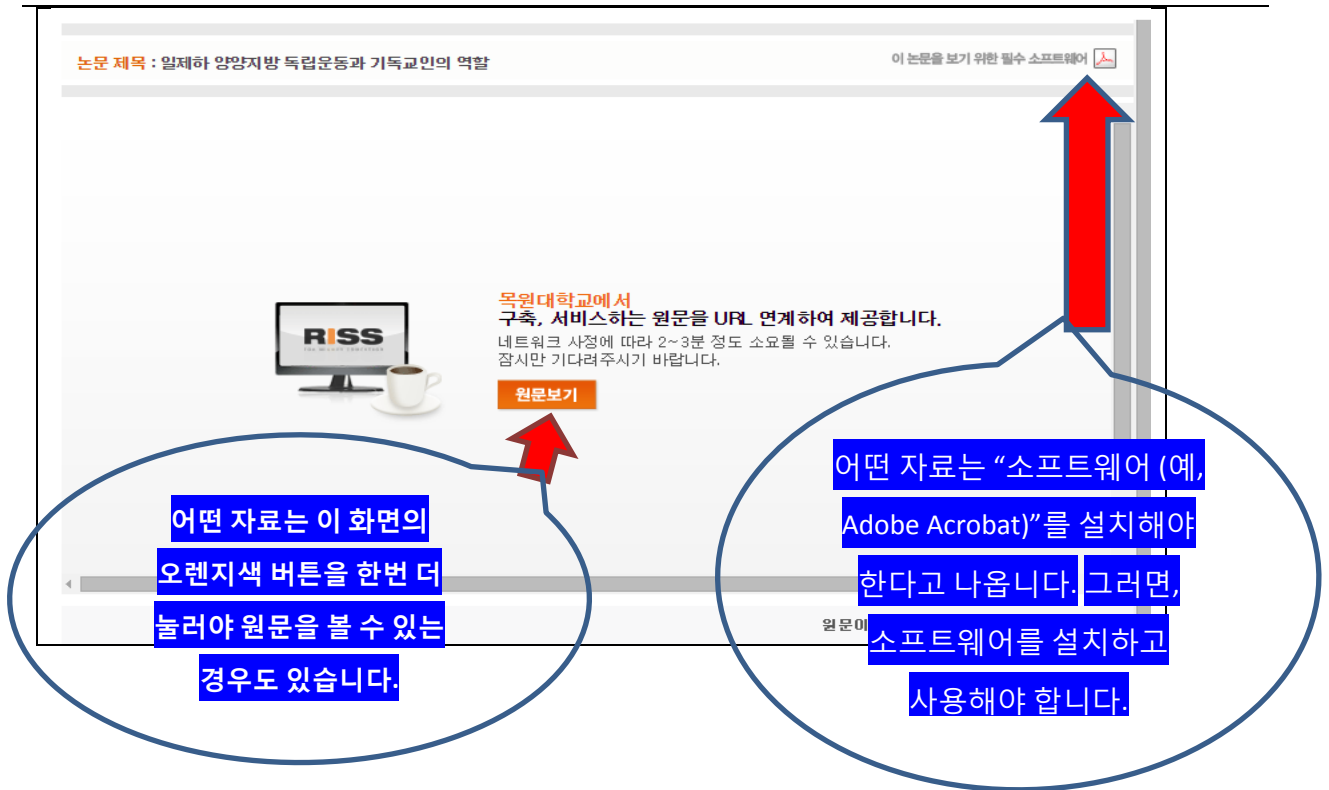 논문 제목 : 일제하 양양지방 독립운동과 기독교인의 역할
이 논문을 보기 위한 필수 소프트웨어
RISS
목원대학교에서
구축, 서비스하는 원문을 URL 연계하여 제공합니다.
네트워크 사정에 따라 2~3분 정도 소요될 수 있습니다.
잠시만 기다려주시기 바랍니다.
원문보기
어떤 자료는 이 화면의
오렌지색 버튼을 한번 더
눌러야 원문을 볼 수 있는
경우도 있습니다.
어떤 자료는 “소프트웨어 (예,
Adobe Acrobat)”를 설치해야
한다고 나옵니다. 그러면,
소프트웨어를 설치하고
사용해야 합니다.
원문이